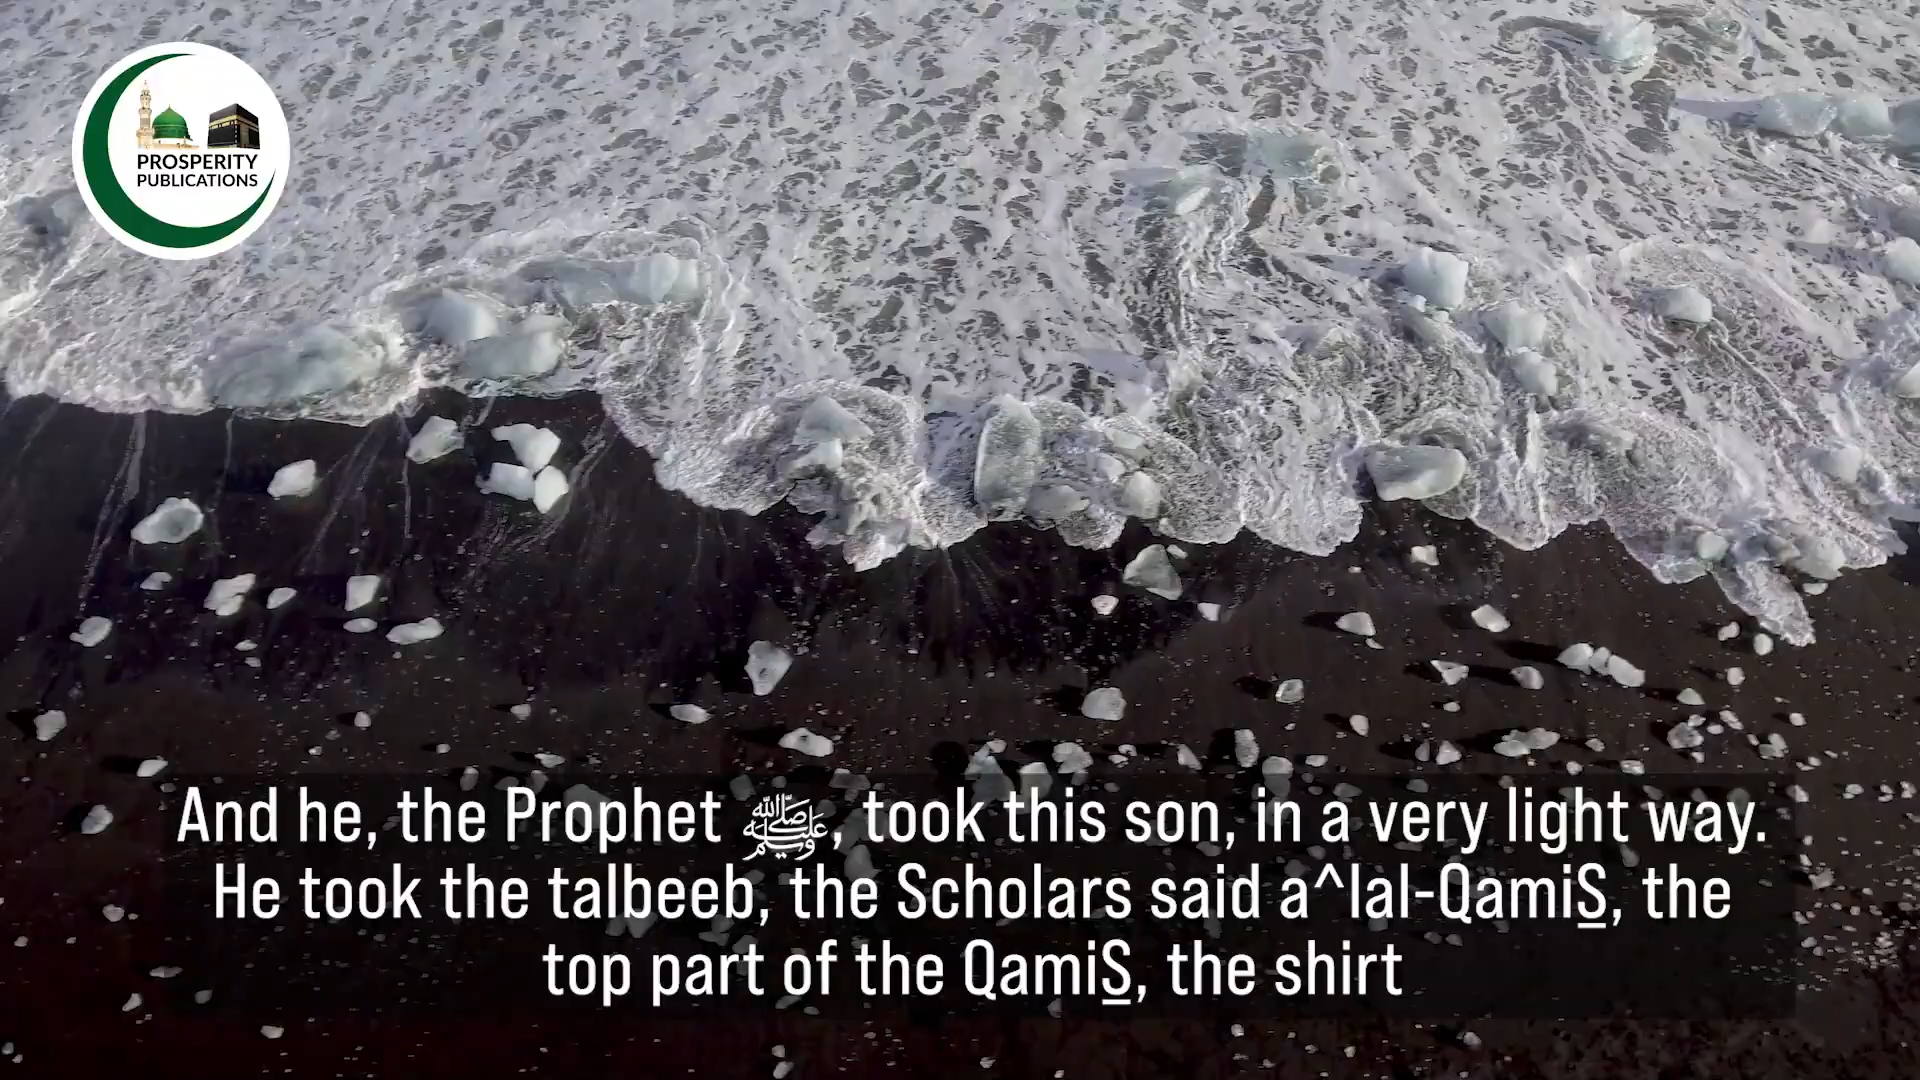 PROSPERITY
PUBLICATIONS
And he, the Prophet ﷺ, took this son, in a very light way.
He took the talbeeb, the Scholars said a^lal-QamiS, the
top part of the QamiS, the shirt